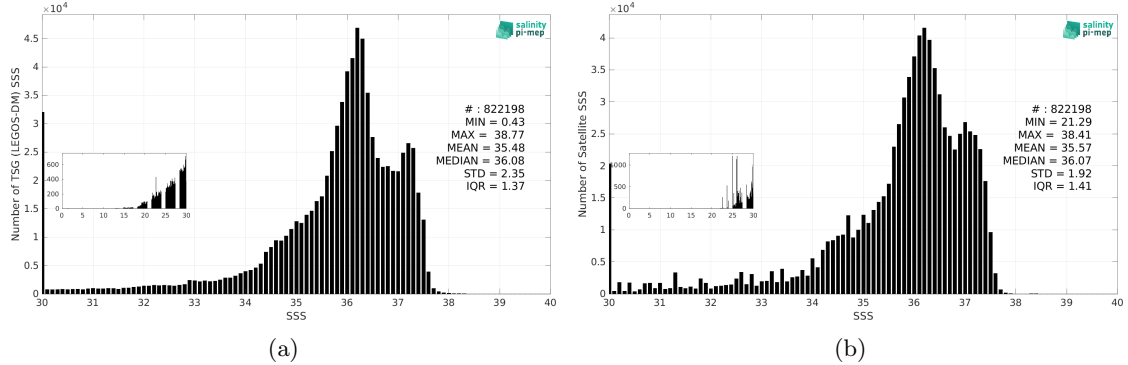 ×10⁴
4.5
4
3.5
3
2.5
2
1.5
1
0.5
0
Number of TSG (LEGOS-DM) SSS
salinity
pi-mep
# : 822198
MIN = 0.43
MAX = 38.77
MEAN = 35.48
MEDIAN = 36.08
STD = 2.35
IQR = 1.37
600
400
200
0
0 5 10 15 20 25 30
30 31 32 33 34 35 36 37 38 39 40
SSS
(a)
×10⁴
4
3.5
3
2.5
2
1.5
1
0.5
0
Number of Satellite SSS
salinity
pi-mep
# : 822198
MIN = 21.29
MAX = 38.41
MEAN = 35.57
MEDIAN = 36.07
STD = 1.92
IQR = 1.41
1000
500
0
0 5 10 15 20 25 30
30 31 32 33 34 35 36 37 38 39 40
SSS
(b)